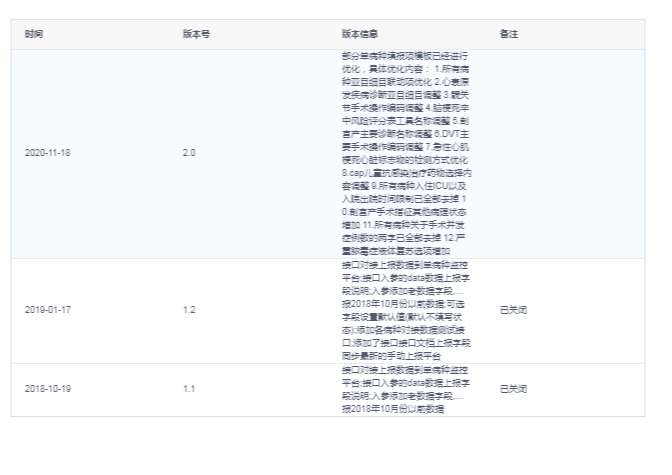 时间 版本号 版本信息 备注
部分单病种填报项模板已经进行
优化，具体优化内容： 1.所有病
种亚目细目联动项优化 2.心衰原
发疾病诊断亚目细目调整 3.髋关
节手术操作编码调整 4.脑梗死卒
中风险评分表工具名称调整 5.剖
宫产主要诊断名称调整 6.DVT主
要手术操作编码调整 7.急性心肌
梗死心脏标志物的检测方式优化
8.cap儿童抗感染治疗药物选择内
容调整 9.所有病种入住ICU以及
入院出院时间限制已全部去掉 1
0.剖宫产手术指征其他病理状态
增加 11.所有病种关于手术并发
症例数的两字已全部去掉 12.严
重脓毒症液体复苏选项增加
2020-11-18 2.0
接口对接上报数据到单病种监控
平台;接口入参的data数据上报字
段说明;入参添加老数据字段,...
报2018年10月份以前数据;可选
字段设置默认值(默认不填写状
态);添加各病种对接数据测试接
口;添加了接口接口文档上报字段
同步最新的手动上报平台
2019-01-17 1.2 已关闭
接口对接上报数据到单病种监控
平台;接口入参的data数据上报字
段说明;入参添加老数据字段,...
报2018年10月份以前数据
2018-10-19 1.1 已关闭